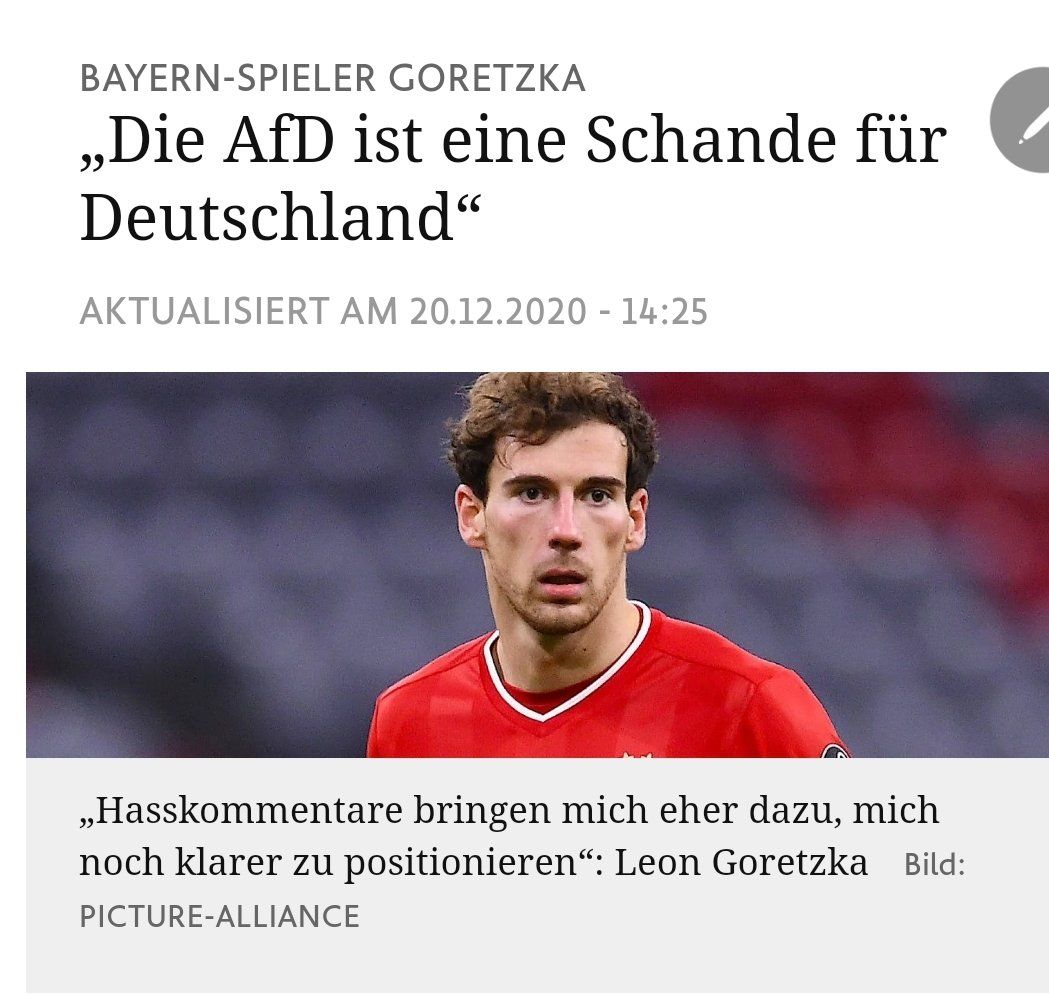 BAYERN-SPIELER GORETZKA
„Die AfD ist eine Schande für
Deutschland“
AKTUALISIERT AM 20.12.2020 - 14:25
„Hasskommentare bringen mich eher dazu, mich
noch klarer zu positionieren“: Leon Goretzka Bild:
PICTURE-ALLIANCE